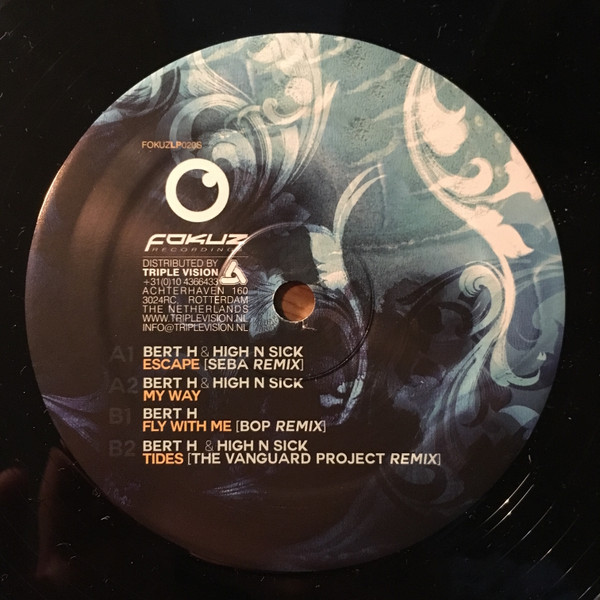 FOKUZLP020S
FOKUZ
RECORDINGS
DISTRIBUTED BY
TRIPLE VISION
+31(0)10 4366433
ACHTERHAVEN 160
3024RC ROTTERDAM
THE NETHERLANDS
WWW.TRIPLEVISION.NL
INFO@TRIPLEVISION.NL
A1 BERT H & HIGH N SICK
ESCAPE [SEBA REMIX]
A2 BERT H & HIGH N SICK
MY WAY
B1 BERT H
FLY WITH ME [BOP REMIX]
B2 BERT H & HIGH N SICK
TIDES [THE VANGUARD PROJECT REMIX]